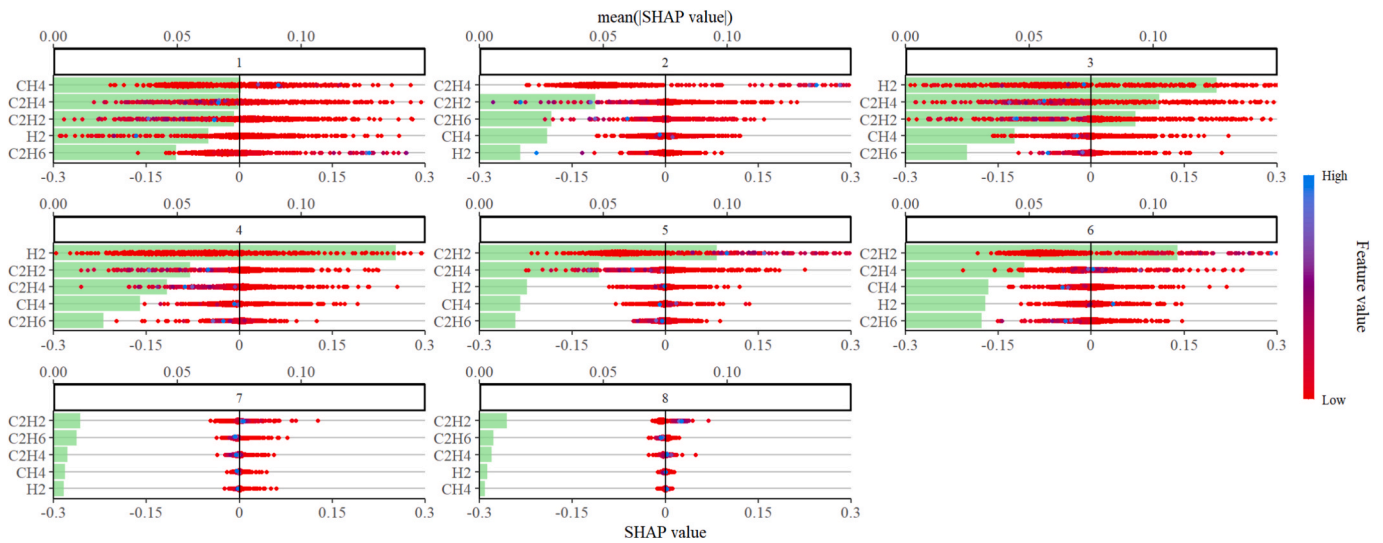 mean(|SHAP value|)
0.00 0.05 0.10 0.00 0.05 0.10 0.00 0.05 0.10
1 2 3
CH4 C2H4 H2
C2H4 C2H2 C2H4
C2H2 C2H6 C2H2
H2 CH4 CH4
C2H6 H2 C2H6
-0.3 -0.15 0 0.15 0.3 -0.3 -0.15 0 0.15 0.3 -0.3 -0.15 0 0.15 0.3
High
Feature value
Low
0.00 0.05 0.10 0.00 0.05 0.10 0.00 0.05 0.10
4 5 6
H2 C2H2 C2H2
C2H2 C2H4 C2H4
C2H4 H2 CH4
CH4 CH4 H2
C2H6 C2H6 C2H6
-0.3 -0.15 0 0.15 0.3 -0.3 -0.15 0 0.15 0.3 -0.3 -0.15 0 0.15 0.3
0.00 0.05 0.10 0.00 0.05 0.10
7 8
C2H2 C2H2
C2H6 C2H6
C2H4 C2H4
CH4 H2
H2 CH4
-0.3 -0.15 0 0.15 0.3 -0.3 -0.15 0 0.15 0.3
SHAP value